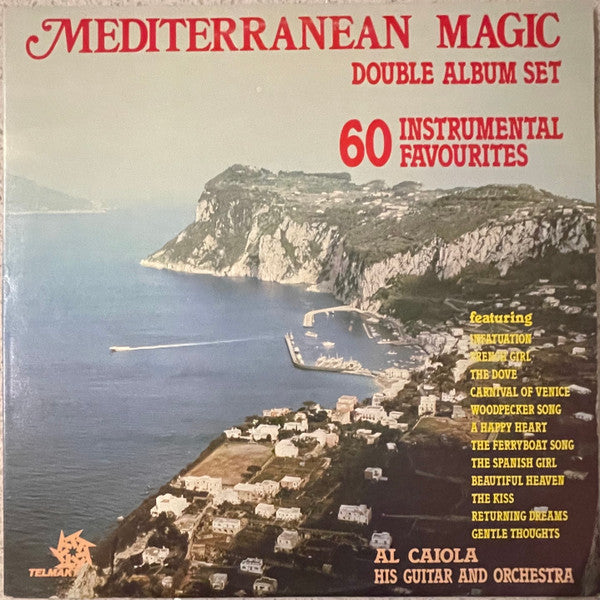 MEDITERRANEAN MAGIC
DOUBLE ALBUM SET
60 INSTRUMENTAL
FAVOURITES
featuring
INFATUATION
FRENCH GIRL
THE DOVE
CARNIVAL OF VENICE
WOODPECKER SONG
A HAPPY HEART
THE FERRYBOAT SONG
THE SPANISH GIRL
BEAUTIFUL HEAVEN
THE KISS
RETURNING DREAMS
GENTLE THOUGHTS
AL CAIOLA
HIS GUITAR AND ORCHESTRA
TELMAK